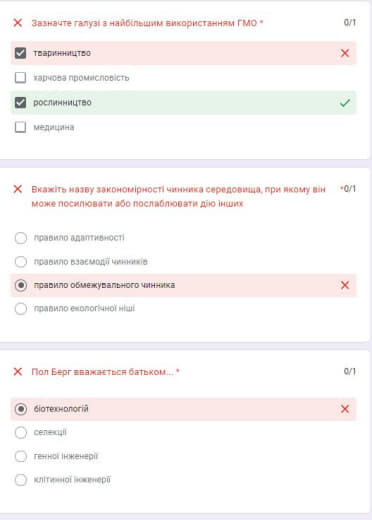 Зазначте галузі з найбільшим використанням ГМО * 0/1
тваринництво
харчова промисловість
рослинництво
медицина
Вкажіть назву закономірності чинника середовища, при якому він *0/1
може посилювати або послаблювати дію інших
правило адаптивності
правило взаємодії чинників
правило обмежувального чинника
правило екологічної ніші
Пол Берг вважається батьком... * 0/1
біотехнологій
селекції
генної інженерії
клітинної інженерії